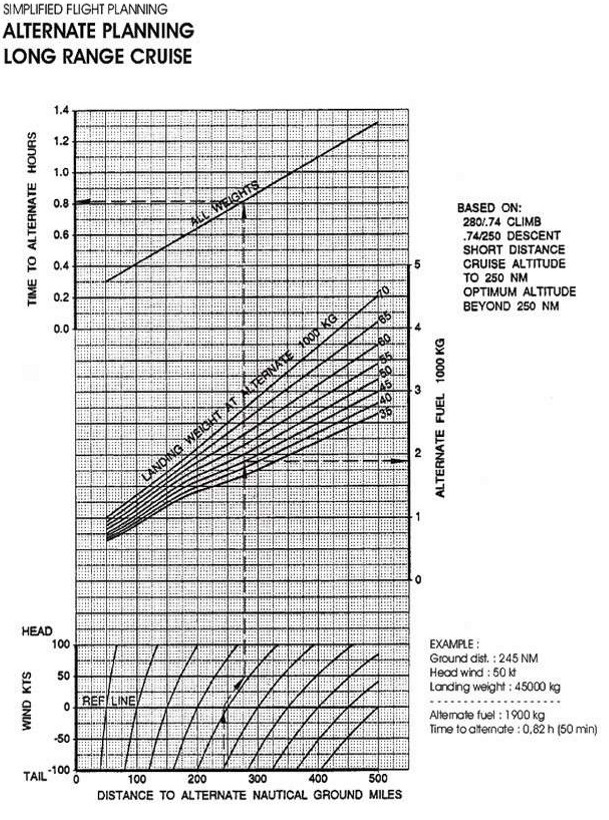 SIMPLIFIED FLIGHT PLANNING
ALTERNATE PLANNING
LONG RANGE CRUISE
1.4
1.2
1.0
0.8
0.6
0.4
0.2
0.0
TIME TO ALTERNATE HOURS
ALL WEIGHTS
BASED ON:
280/.74 CLIMB
.74/250 DESCENT
SHORT DISTANCE
CRUISE ALTITUDE
TO 250 NM
OPTIMUM ALTITUDE
BEYOND 250 NM
5
4
3
2
1
0
ALTERNATE FUEL 1000 KG
LANDING WEIGHT AT ALTERNATE 1000 KG
70
65
60
55
50
45
40
35
HEAD
100
50
0
-50
-100
TAIL
WIND KTS
REF LINE
0 100 200 300 400 500
DISTANCE TO ALTERNATE NAUTICAL GROUND MILES
EXAMPLE :
Ground dist. : 245 NM
Head wind : 50 kt
Landing weight : 45000 kg
Alternate fuel : 1900 kg
Time to alternate : 0,82 h (50 min)